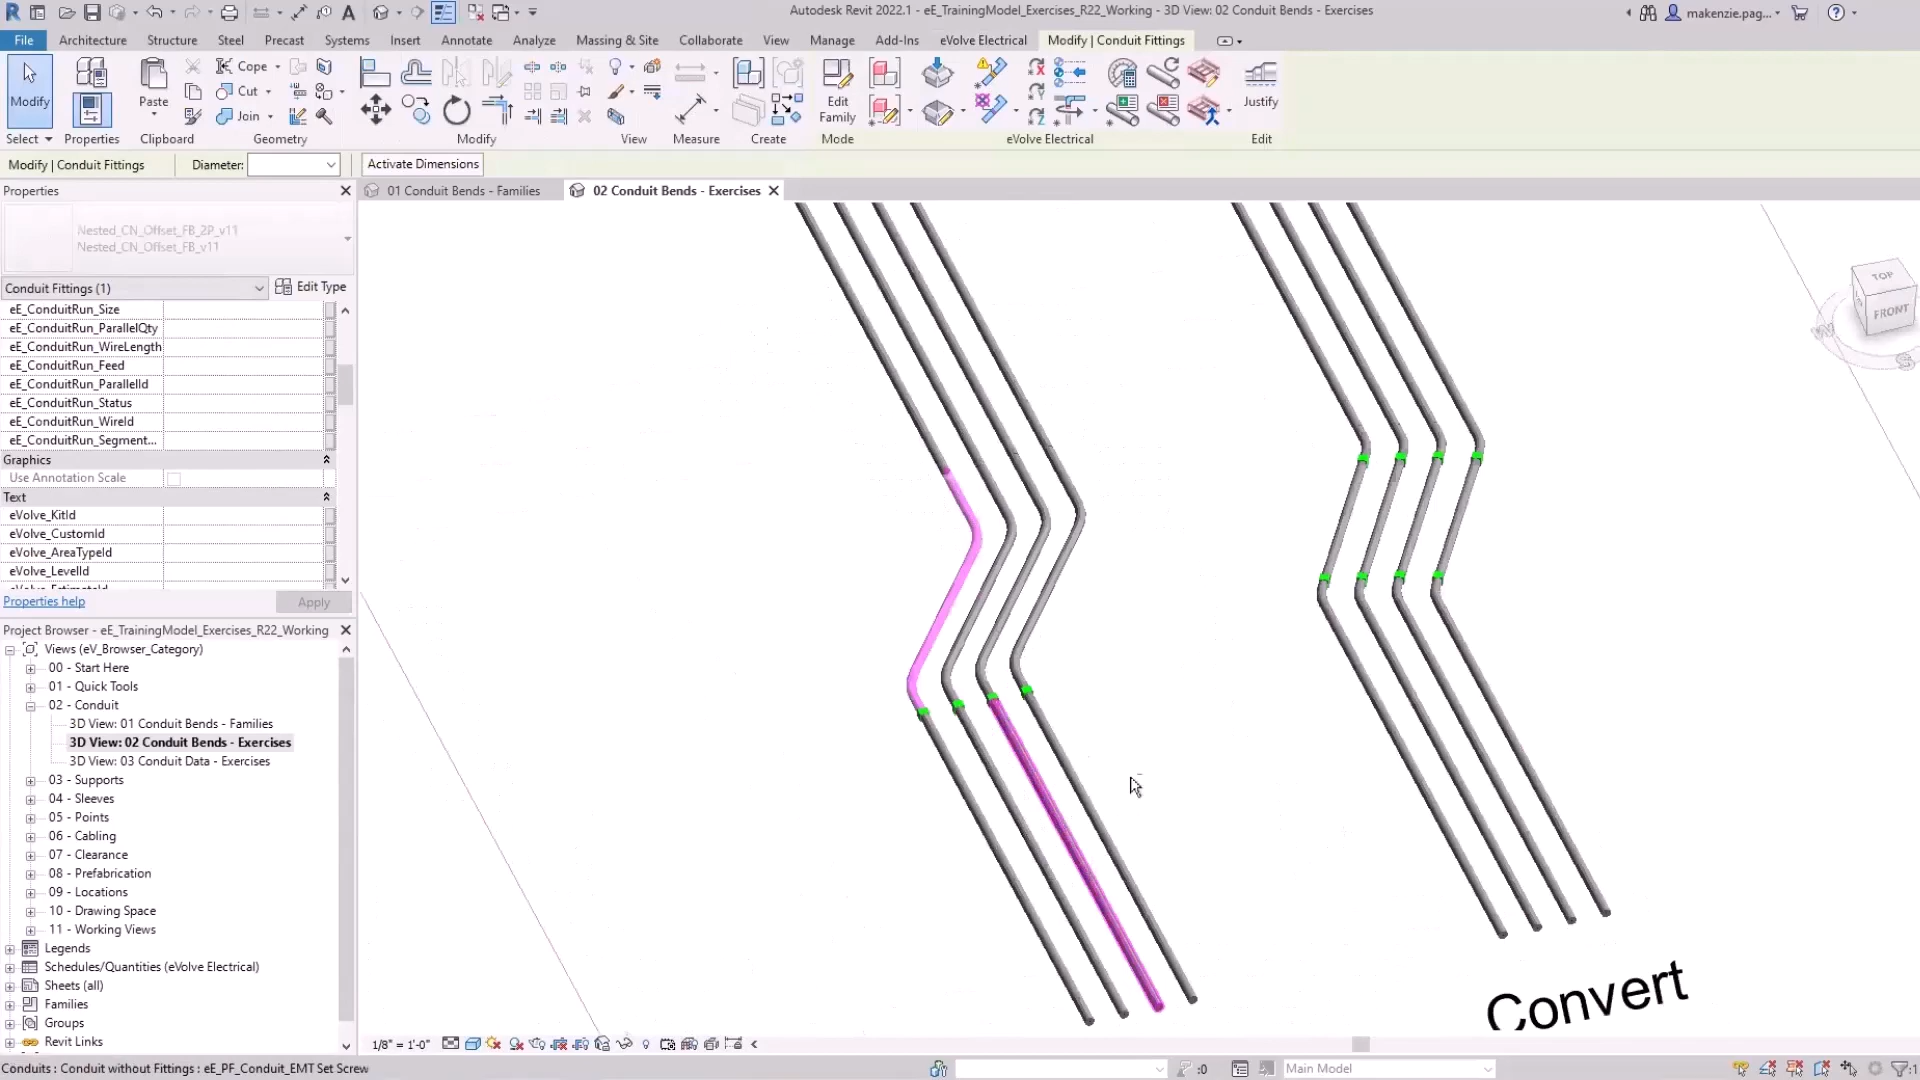 Autodesk Revit 2022.1 - eE_TrainingModel_Exercises_R22_Working - 3D View: 02 Conduit Bends - Exercises
makenzie.pag...
File Architecture Structure Steel Precast Systems Insert Annotate Analyze Massing & Site Collaborate View Manage Add-Ins eVolve Electrical Modify | Conduit Fittings
Modify
Paste
Cope
Cut
Join
Edit
Family
Justify
Select Properties Clipboard Geometry Modify View Measure Create Mode eVolve Electrical Edit
Modify | Conduit Fittings Diameter: Activate Dimensions
Properties
01 Conduit Bends - Families
02 Conduit Bends - Exercises
Nested_CN_Offset_FB_2P_v11
Nested_CN_Offset_FB_v11
Conduit Fittings (1) Edit Type
eE_ConduitRun_Size
eE_ConduitRun_ParallelQty
eE_ConduitRun_WireLength
eE_ConduitRun_Feed
eE_ConduitRun_ParallelId
eE_ConduitRun_Status
eE_ConduitRun_WireId
eE_ConduitRun_Segment...
Graphics
Use Annotation Scale
Text
eVolve_KitId
eVolve_CustomId
eVolve_AreaTypeId
eVolve_LevelId
Properties help Apply
Project Browser - eE_TrainingModel_Exercises_R22_Working
Views (eV_Browser_Category)
00 - Start Here
01 - Quick Tools
02 - Conduit
3D View: 01 Conduit Bends - Families
3D View: 02 Conduit Bends - Exercises
3D View: 03 Conduit Data - Exercises
03 - Supports
04 - Sleeves
05 - Points
06 - Cabling
07 - Clearance
08 - Prefabrication
09 - Locations
10 - Drawing Space
11 - Working Views
Legends
Schedules/Quantities (eVolve Electrical)
Sheets (all)
Families
Groups
Revit Links
TOP
FRONT
Convert
1/8" = 1'-0"
Conduits : Conduit without Fittings : eE_PF_Conduit_EMT Set Screw
:0
Main Model
:1